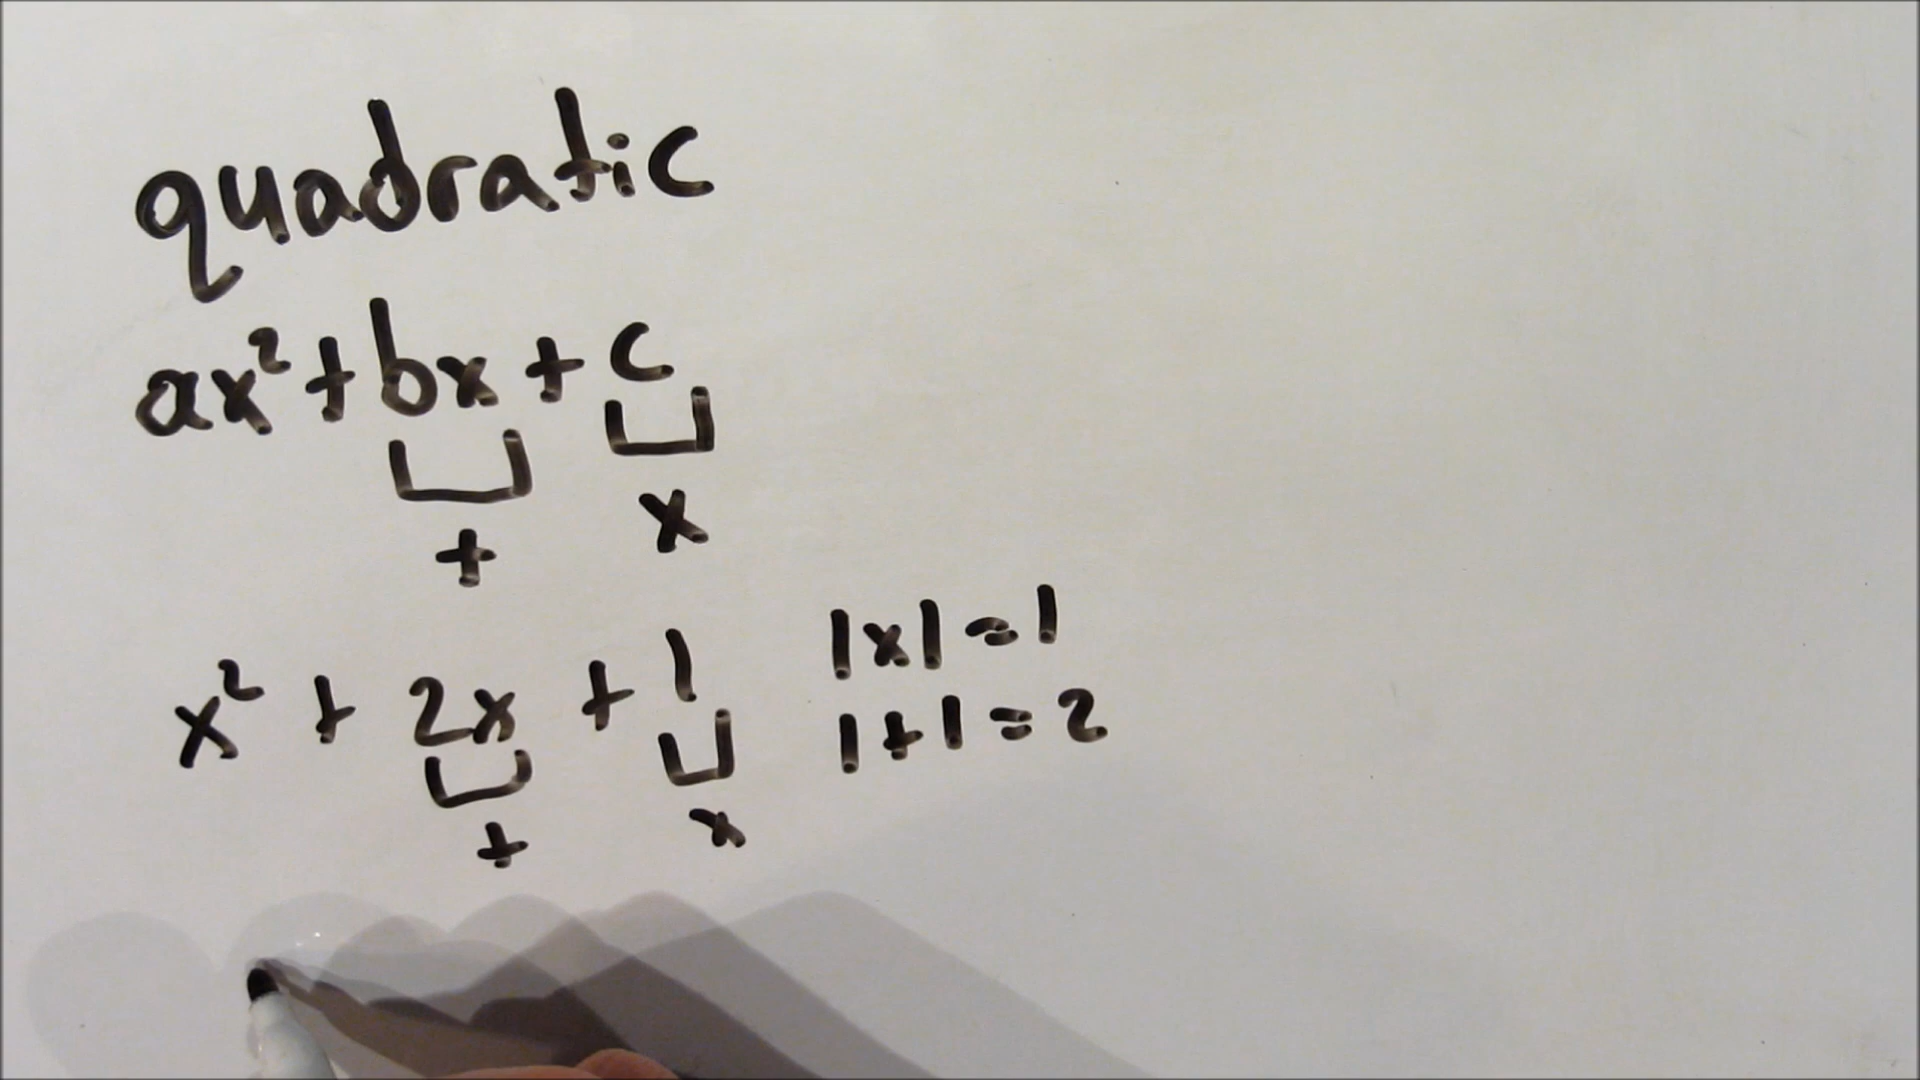 quadratic
ax² + bx + c
+ x
x² + 2x + 1
+ x
1x1 = 1
1 + 1 = 2